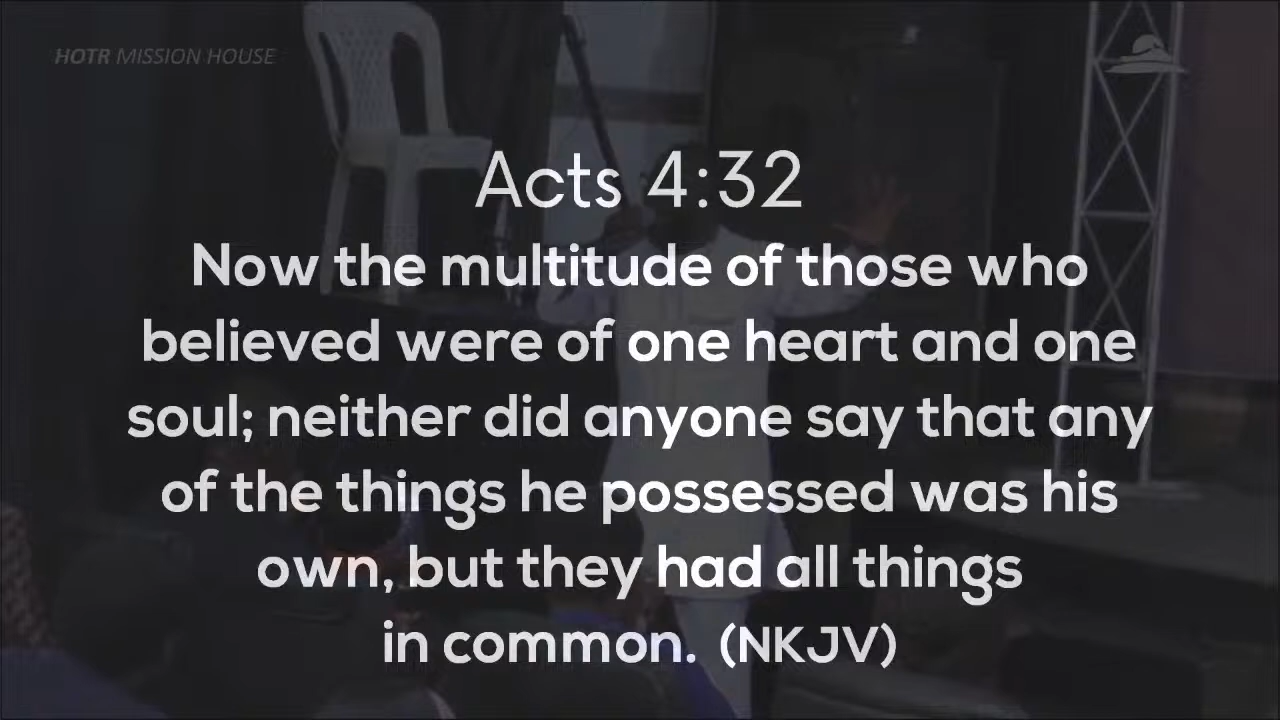 HOTR MISSION HOUSE
Acts 4:32
Now the multitude of those who
believed were of one heart and one
soul; neither did anyone say that any
of the things he possessed was his
own, but they had all things
in common. (NKJV)